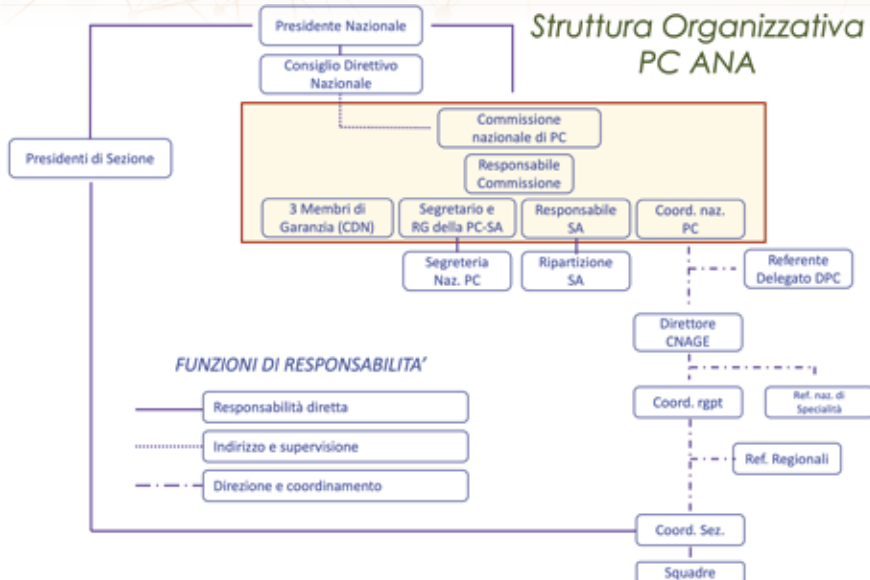 Struttura Organizzativa
PC ANA
Presidente Nazionale
Consiglio Direttivo
Nazionale
Presidenti di Sezione
Commissione
nazionale di PC
Responsabile
Commissione
3 Membri di
Garanzia (CDN)
Segretario e
RG della PC-SA
Responsabile
SA
Coord. naz.
PC
Segreteria
Naz. PC
Ripartizione
SA
Referente
Delegato DPC
Direttore
CNAGE
Coord. rgpt
Ref. naz. di
Specialità
Ref. Regionali
Coord. Sez.
Squadre
FUNZIONI DI RESPONSABILITA'
Responsabilità diretta
Indirizzo e supervisione
Direzione e coordinamento